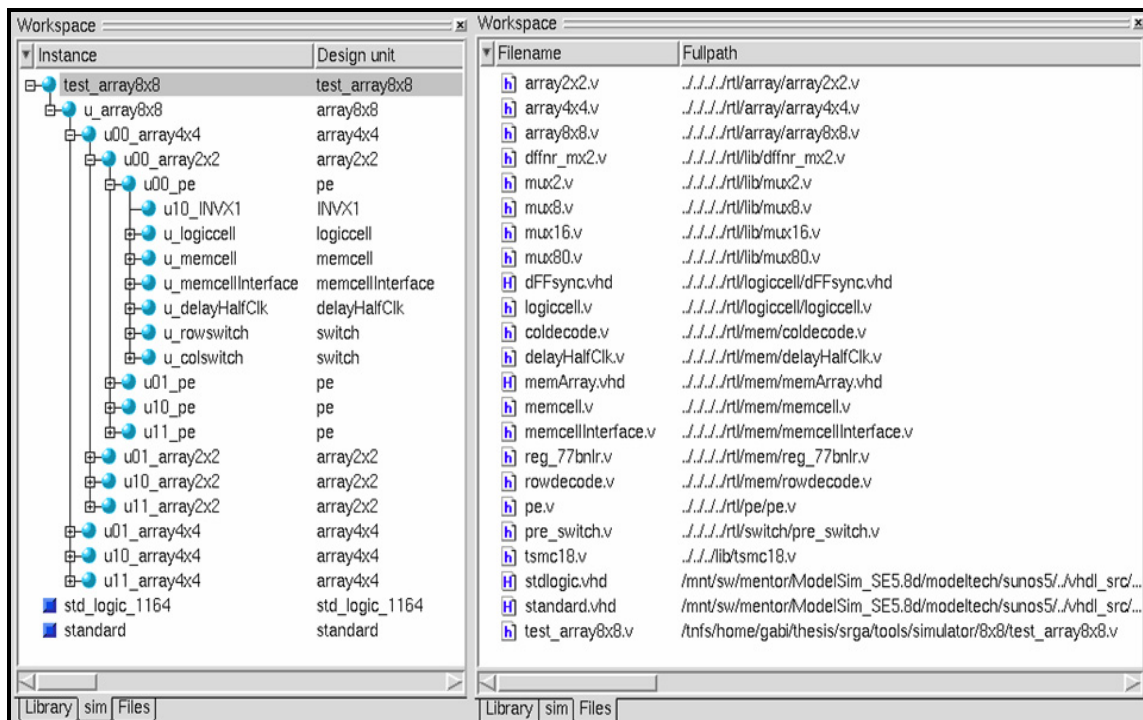 Workspace
Instance Design unit
test_array8x8 test_array8x8
u_array8x8 array8x8
u00_array4x4 array4x4
u00_array2x2 array2x2
u00_pe pe
u10_INVX1 INVX1
u_logiccell logiccell
u_memcell memcell
u_memcellInterface memcellInterface
u_delayHalfClk delayHalfClk
u_rowswitch switch
u_colswitch switch
u01_pe pe
u10_pe pe
u11_pe pe
u01_array2x2 array2x2
u10_array2x2 array2x2
u11_array2x2 array2x2
u01_array4x4 array4x4
u10_array4x4 array4x4
u11_array4x4 array4x4
std_logic_1164 std_logic_1164
standard standard
Library sim Files
Workspace
Filename Fullpath
h array2x2.v ../../../../rtl/array/array2x2.v
h array4x4.v ../../../../rtl/array/array4x4.v
h array8x8.v ../../../../rtl/array/array8x8.v
h dffnr_mx2.v ../../../../rtl/lib/dffnr_mx2.v
h mux2.v ../../../../rtl/lib/mux2.v
h mux8.v ../../../../rtl/lib/mux8.v
h mux16.v ../../../../rtl/lib/mux16.v
h mux80.v ../../../../rtl/lib/mux80.v
H dFFsync.vhd ../../../../rtl/logiccell/dFFsync.vhd
h logiccell.v ../../../../rtl/logiccell/logiccell.v
h coldecode.v ../../../../rtl/mem/coldecode.v
h delayHalfClk.v ../../../../rtl/mem/delayHalfClk.v
H memArray.vhd ../../../../rtl/mem/memArray.vhd
h memcell.v ../../../../rtl/mem/memcell.v
h memcellInterface.v ../../../../rtl/mem/memcellInterface.v
h reg_77bnlr.v ../../../../rtl/mem/reg_77bnlr.v
h rowdecode.v ../../../../rtl/mem/rowdecode.v
h pe.v ../../../../rtl/pe/pe.v
h pre_switch.v ../../../../rtl/switch/pre_switch.v
h tsmc18.v ../../../lib/tsmc18.v
H stdlogic.vhd /mnt/sw/mentor/ModelSim_SE5.8d/modeltech/sunos5/../vhdl_src/...
H standard.vhd /mnt/sw/mentor/ModelSim_SE5.8d/modeltech/sunos5/../vhdl_src/...
h test_array8x8.v /tnfs/home/gabi/thesis/srga/tools/simulator/8x8/test_array8x8.v
Library sim Files